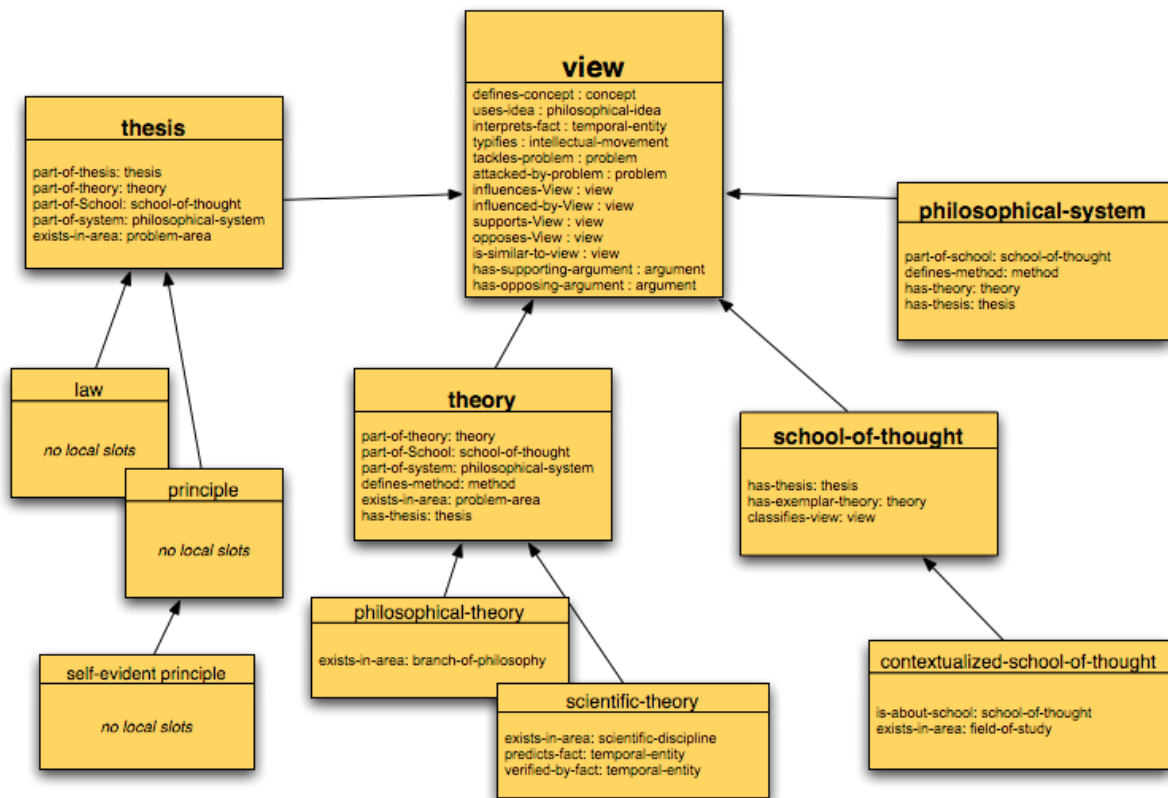 view
defines-concept : concept
uses-idea : philosophical-idea
interprets-fact : temporal-entity
typifies : intellectual-movement
tackles-problem : problem
attacked-by-problem : problem
influences-View : view
influenced-by-View : view
supports-View : view
opposes-View : view
is-similar-to-view : view
has-supporting-argument : argument
has-opposing-argument : argument
thesis
part-of-thesis: thesis
part-of-theory: theory
part-of-School: school-of-thought
part-of-system: philosophical-system
exists-in-area: problem-area
philosophical-system
part-of-school: school-of-thought
defines-method: method
has-theory: theory
has-thesis: thesis
law
no local slots
principle
no local slots
self-evident principle
no local slots
theory
part-of-theory: theory
part-of-School: school-of-thought
part-of-system: philosophical-system
defines-method: method
exists-in-area: problem-area
has-thesis: thesis
school-of-thought
has-thesis: thesis
has-exemplar-theory: theory
classifies-view: view
philosophical-theory
exists-in-area: branch-of-philosophy
scientific-theory
exists-in-area: scientific-discipline
predicts-fact: temporal-entity
verified-by-fact: temporal-entity
contextualized-school-of-thought
is-about-school: school-of-thought
exists-in-area: field-of-study